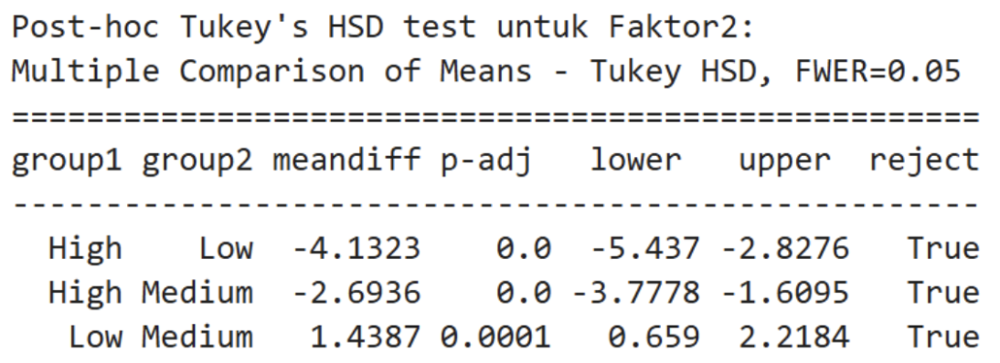 Post-hoc Tukey's HSD test untuk Faktor2:
Multiple Comparison of Means - Tukey HSD, FWER=0.05
====================================================
group1 group2 meandiff p-adj   lower   upper  reject
----------------------------------------------------
  High    Low  -4.1323    0.0  -5.437 -2.8276   True
  High Medium  -2.6936    0.0 -3.7778 -1.6095   True
   Low Medium   1.4387 0.0001   0.659  2.2184   True